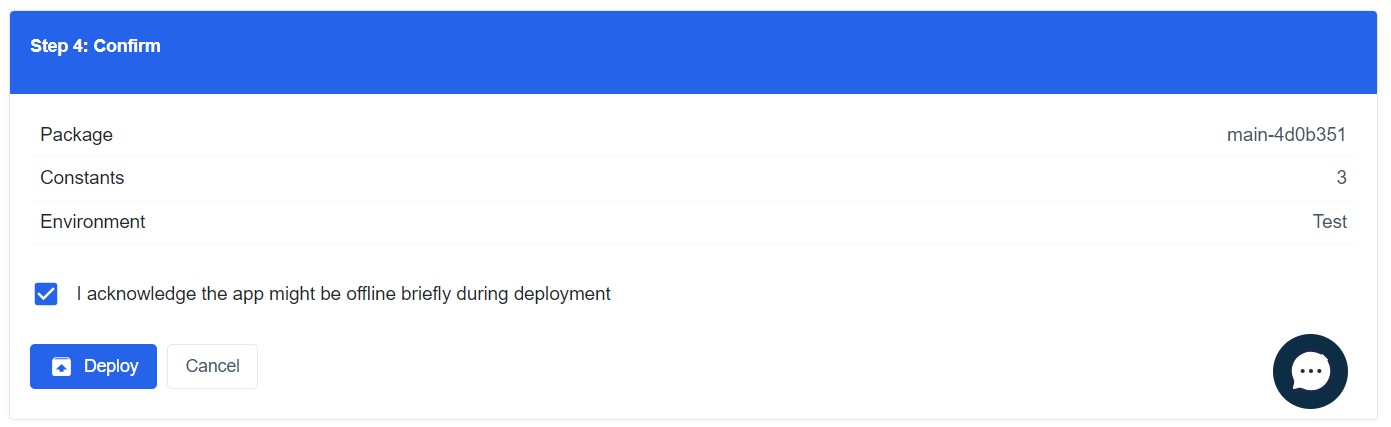 Step 4: Confirm
Package main-4d0b351
Constants 3
Environment Test
I acknowledge the app might be offline briefly during deployment
Deploy Cancel